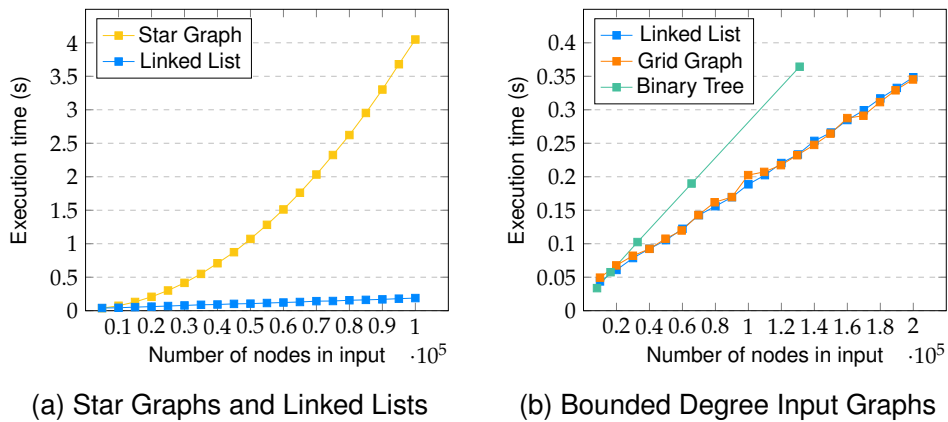 Star Graph
Linked List
4
3.5
3
2.5
2
1.5
1
0.5
0
Execution time (s)
0.1 0.2 0.3 0.4 0.5 0.6 0.7 0.8 0.9 1
Number of nodes in input
·10⁵
(a) Star Graphs and Linked Lists
Linked List
Grid Graph
Binary Tree
0.4
0.35
0.3
0.25
0.2
0.15
0.1
0.05
0
Execution time (s)
0.2 0.4 0.6 0.8 1 1.2 1.4 1.6 1.8 2
Number of nodes in input
·10⁵
(b) Bounded Degree Input Graphs